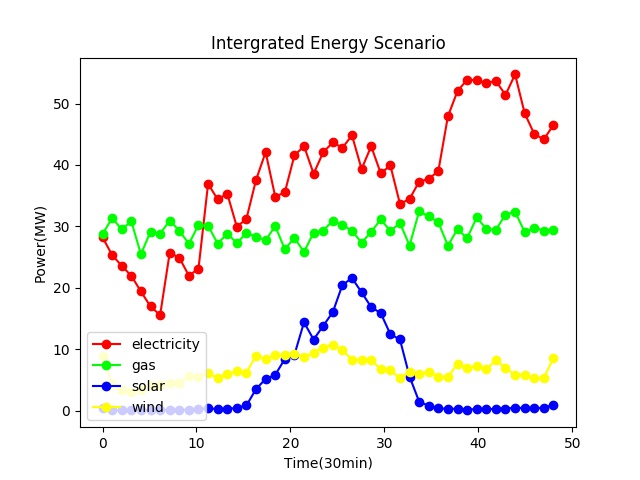 Intergrated Energy Scenario
Power(MW)
50
40
30
20
10
0
electricity
gas
solar
wind
0 10 20 30 40 50
Time(30min)